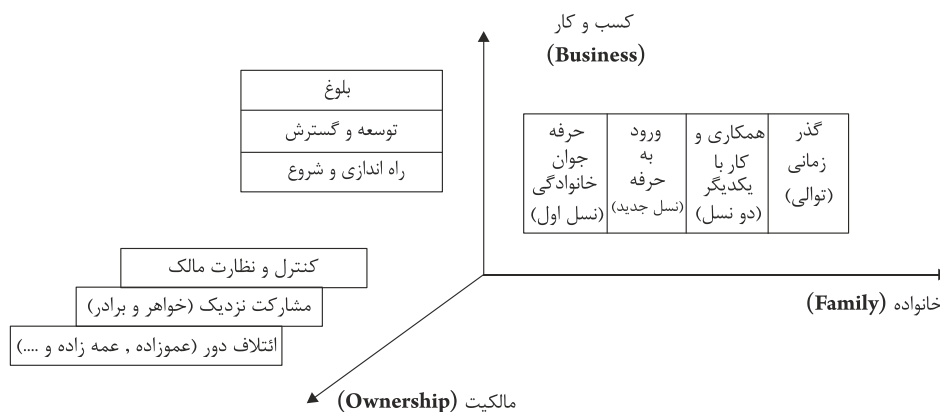 کسب و کار
(Business)
بلوغ
توسعه و گسترش
راه اندازی و شروع
گذر
زمانی
(توالی)
همکاری و
کار با
یکدیگر
(دو نسل)
ورود
به
حرفه
(نسل جدید)
حرفه
جوان
خانوادگی
(نسل اول)
کنترل و نظارت مالک
مشارکت نزدیک (خواهر و برادر)
ائتلاف دور (عموزاده , عمه زاده و ....)
خانواده (Family)
مالکیت (Ownership)